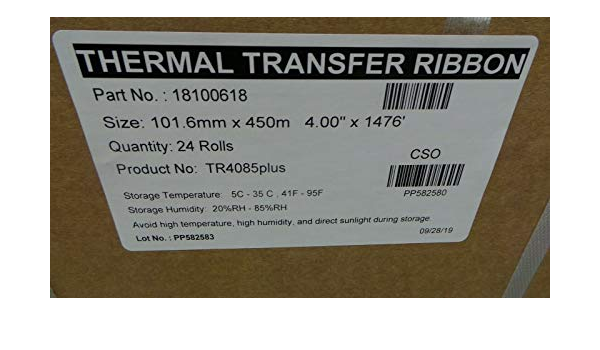 THERMAL TRANSFER RIBBON
Part No. : 18100618
Size: 101.6mm x 450m 4.00" x 1476'
Quantity: 24 Rolls
CSO
Product No: TR4085plus
Storage Temperature: 5C - 35 C , 41F - 95F
PP582580
Storage Humidity: 20%RH - 85%RH
Avoid high temperature, high humidity, and direct sunlight during storage.
Lot No. : PP582583
09/28/19